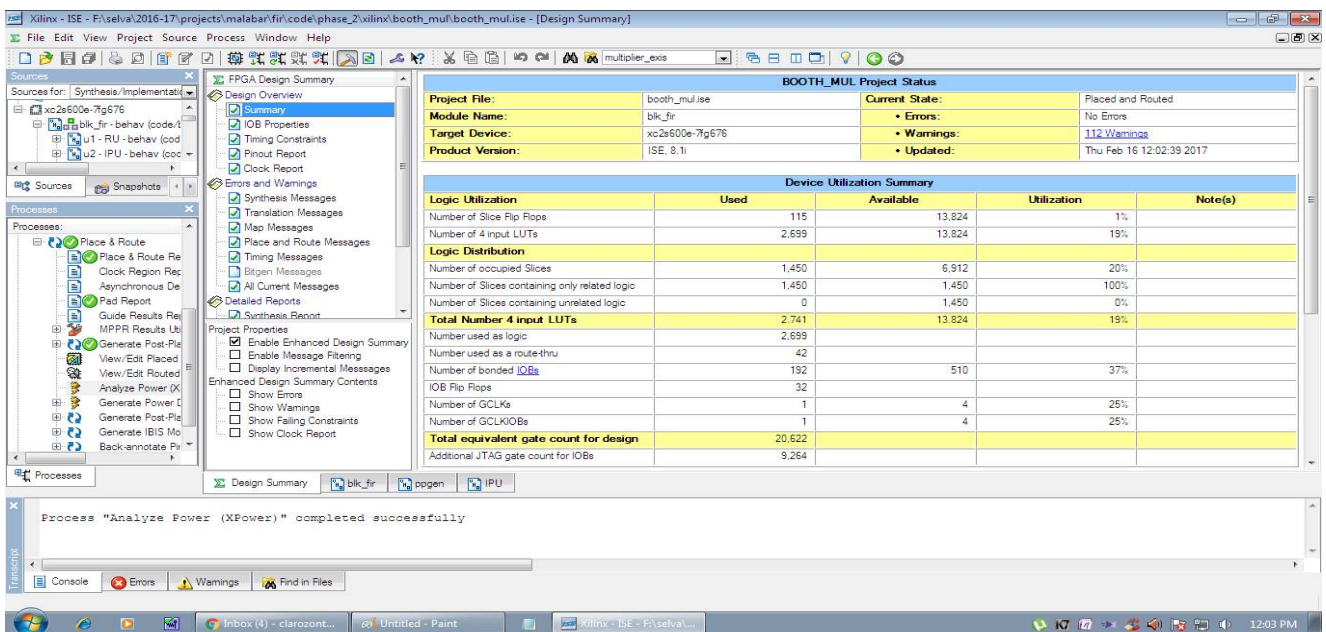 Xilinx - ISE - F:\selva\2016-17\projects\malabar\fir\code\phase_2\xilinx\booth_mul\booth_mul.ise - [Design Summary]
File Edit View Project Source Process Window Help
multiplier_exis
Sources
Sources for: Synthesis/Implementatic
xc2s600e-7fg676
blk_fir - behav (code/t
u1 - RU - behav (cod
u2 - IPU - behav (coc
Sources
Snapshots
Processes
Processes:
Place & Route
Place & Route Re
Clock Region Rep
Asynchronous De
Pad Report
Guide Results Rep
MPPR Results Uti
Generate Post-Pla
View/Edit Placed
View/Edit Routed
Analyze Power (X
Generate Power D
Generate Post-Pla
Generate IBIS Mo
Back-annotate Pin
Processes
FPGA Design Summary
Design Overview
Summary
IOB Properties
Timing Constraints
Pinout Report
Clock Report
Errors and Warnings
Synthesis Messages
Translation Messages
Map Messages
Place and Route Messages
Timing Messages
Bitgen Messages
All Current Messages
Detailed Reports
Synthesis Report
Project Properties
Enable Enhanced Design Summary
Enable Message Filtering
Display Incremental Messsages
Enhanced Design Summary Contents
Show Errors
Show Warnings
Show Failing Constraints
Show Clock Report
BOOTH_MUL Project Status
Project File: booth_mul.ise Current State: Placed and Routed
Module Name: blk_fir • Errors: No Errors
Target Device: xc2s600e-7fg676 • Warnings: 112 Warnings
Product Version: ISE, 8.1i • Updated: Thu Feb 16 12:02:39 2017
Device Utilization Summary
Logic Utilization Used Available Utilization Note(s)
Number of Slice Flip Flops 115 13,824 1%
Number of 4 input LUTs 2,699 13,824 19%
Logic Distribution
Number of occupied Slices 1,450 6,912 20%
Number of Slices containing only related logic 1,450 1,450 100%
Number of Slices containing unrelated logic 0 1,450 0%
Total Number 4 input LUTs 2,741 13,824 19%
Number used as logic 2,699
Number used as a route-thru 42
Number of bonded IOBs 192 510 37%
IOB Flip Flops 32
Number of GCLKs 1 4 25%
Number of GCLKIOBs 1 4 25%
Total equivalent gate count for design 20,622
Additional JTAG gate count for IOBs 9,264
Design Summary
blk_fir
ppgen
IPU
Process "Analyze Power (XPower)" completed successfully
Transcript
Console
Errors
Warnings
Find in Files
Inbox (4) - clarozont...
Untitled - Paint
Xilinx - ISE - F:\selva\...
12:03 PM